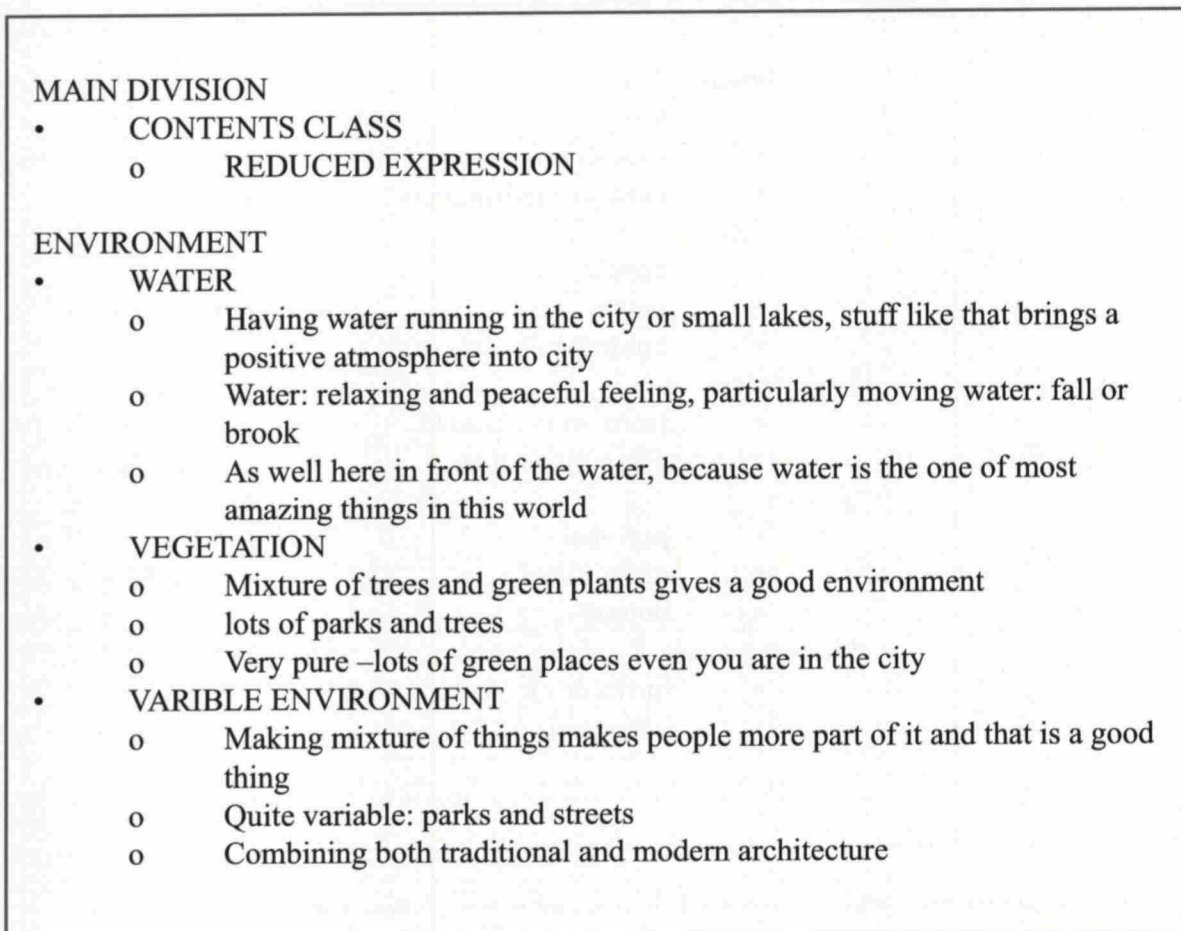 MAIN DIVISION
• CONTENTS CLASS
o REDUCED EXPRESSION
ENVIRONMENT
• WATER
o Having water running in the city or small lakes, stuff like that brings a
positive atmosphere into city
o Water: relaxing and peaceful feeling, particularly moving water: fall or
brook
o As well here in front of the water, because water is the one of most
amazing things in this world
• VEGETATION
o Mixture of trees and green plants gives a good environment
o lots of parks and trees
o Very pure –lots of green places even you are in the city
• VARIBLE ENVIRONMENT
o Making mixture of things makes people more part of it and that is a good
thing
o Quite variable: parks and streets
o Combining both traditional and modern architecture